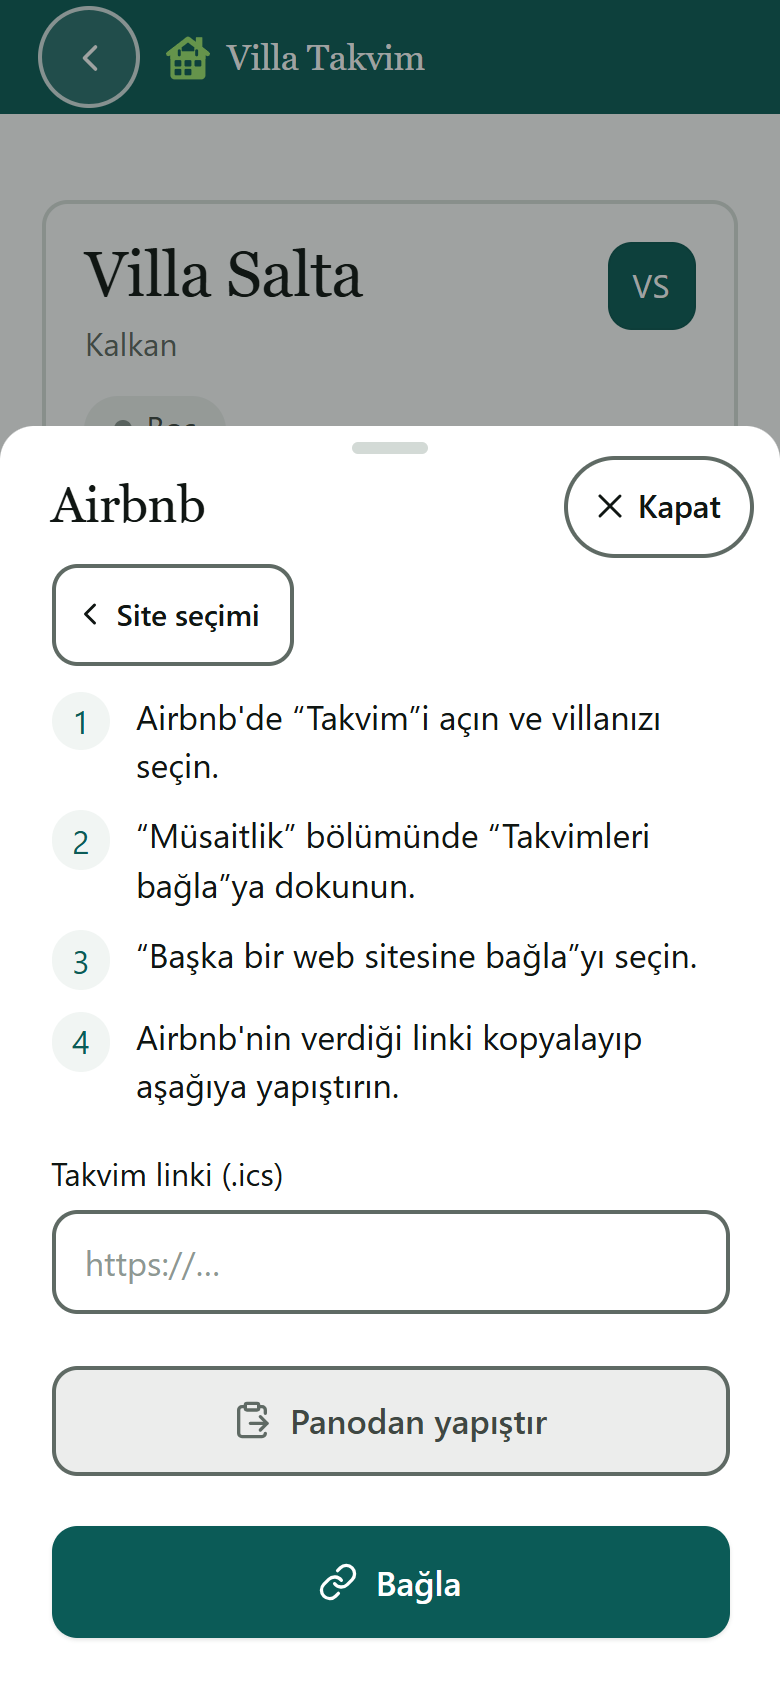 Villa Takvim
Villa Salta
VS
Kalkan
Airbnb
Kapat
Site seçimi
1 Airbnb'de “Takvim”i açın ve villanızı
seçin.
2 “Müsaitlik” bölümünde “Takvimleri
bağla”ya dokunun.
3 “Başka bir web sitesine bağla”yı seçin.
4 Airbnb'nin verdiği linki kopyalayıp
aşağıya yapıştırın.
Takvim linki (.ics)
https://...
Panodan yapıştır
Bağla